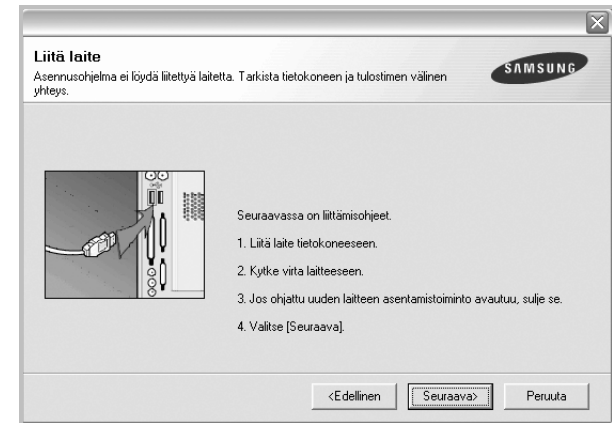 Liitä laite
Asennusohjelma ei löydä liitettyä laitetta. Tarkista tietokoneen ja tulostimen välinen
yhteys.
SAMSUNG
Seuraavassa on liittämisohjeet.
1. Liitä laite tietokoneeseen.
2. Kytke virta laitteeseen.
3. Jos ohjattu uuden laitteen asentamistoiminto avautuu, sulje se.
4. Valitse [Seuraava].
<Edellinen
Seuraava>
Peruuta